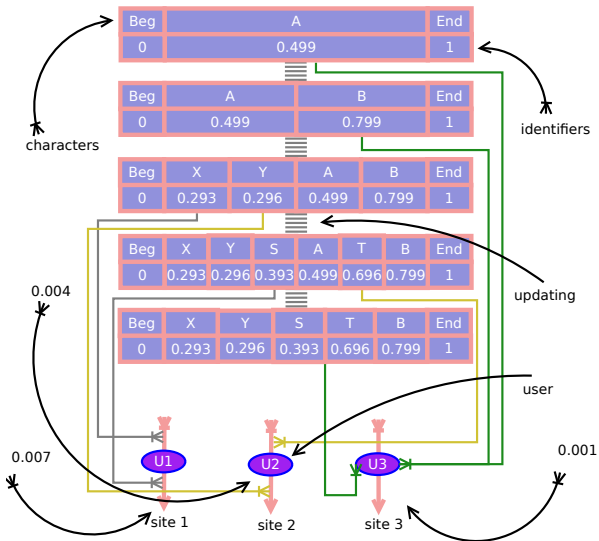 Beg A End
0 0.499 1
Beg A B End
0 0.499 0.799 1
characters
identifiers
Beg X Y A B End
0 0.293 0.296 0.499 0.799 1
Beg X Y S A T B End
0 0.293 0.296 0.393 0.499 0.696 0.799 1
0.004
updating
Beg X Y S T B End
0 0.293 0.296 0.393 0.696 0.799 1
user
0.007
U1 U2 U3
0.001
site 1 site 2 site 3